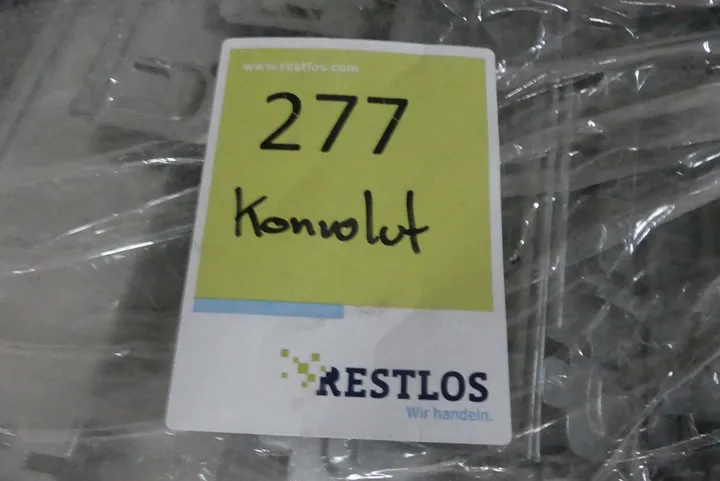 www.restlos.com
277
Konvolut
RESTLOS
Wir handeln.